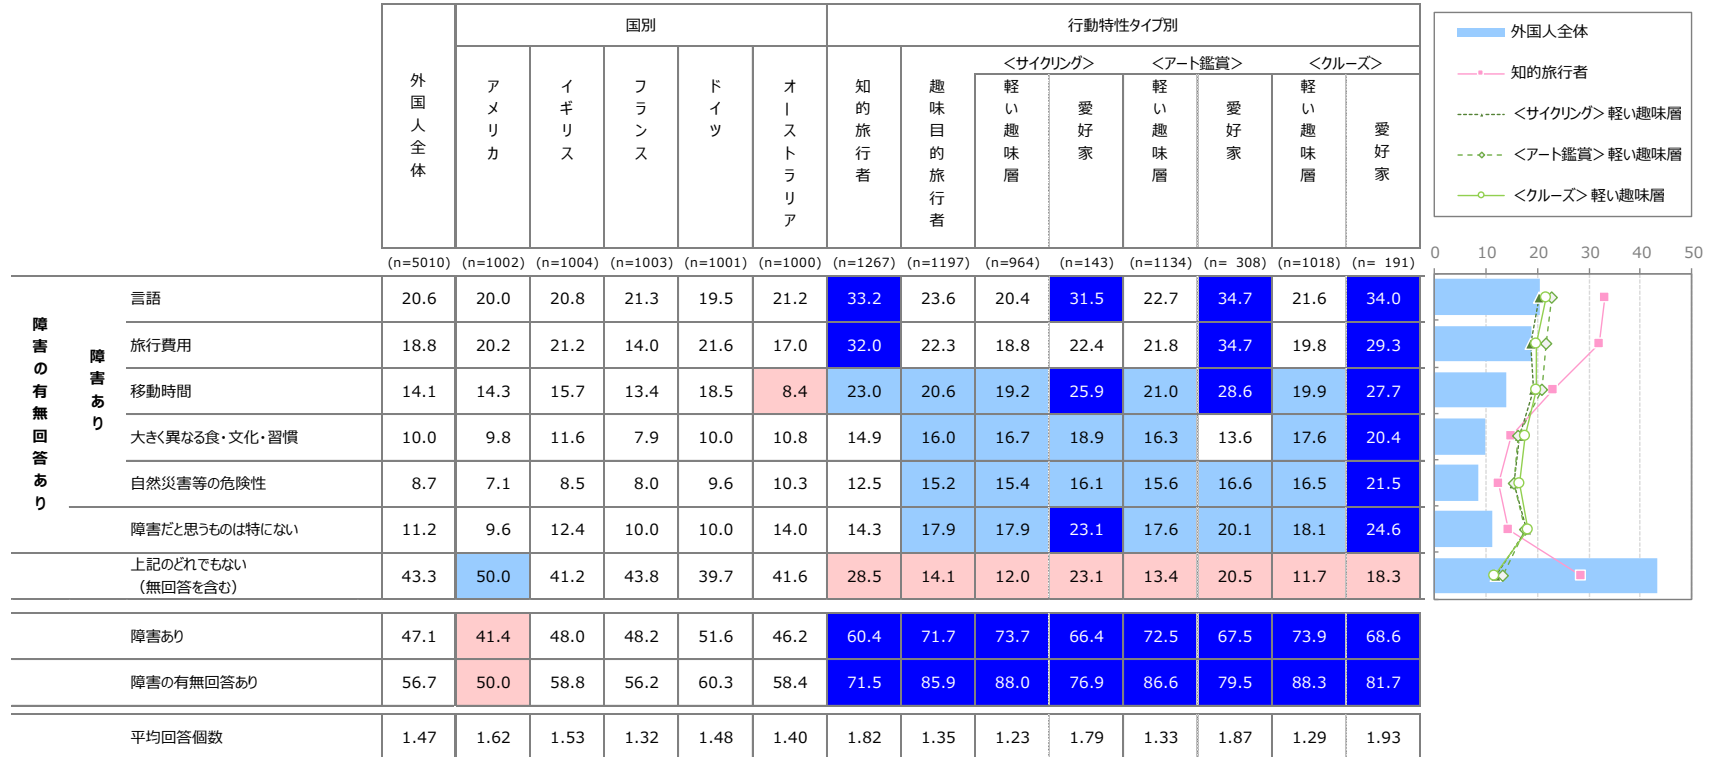 国別 行動特性タイプ別
<サイクリング> <アート鑑賞> <クルーズ>
外国人全体 アメリカ イギリス フランス ドイツ オーストラリア 知的旅行者 趣味目的旅行者 軽い趣味層 愛好家 軽い趣味層 愛好家 軽い趣味層 愛好家
(n=5010) (n=1002) (n=1004) (n=1003) (n=1001) (n=1000) (n=1267) (n=1197) (n=964) (n=143) (n=1134) (n= 308) (n=1018) (n= 191)
障害の有無回答あり
障害あり
言語 20.6 20.0 20.8 21.3 19.5 21.2 33.2 23.6 20.4 31.5 22.7 34.7 21.6 34.0
旅行費用 18.8 20.2 21.2 14.0 21.6 17.0 32.0 22.3 18.8 22.4 21.8 34.7 19.8 29.3
移動時間 14.1 14.3 15.7 13.4 18.5 8.4 23.0 20.6 19.2 25.9 21.0 28.6 19.9 27.7
大きく異なる食・文化・習慣 10.0 9.8 11.6 7.9 10.0 10.8 14.9 16.0 16.7 18.9 16.3 13.6 17.6 20.4
自然災害等の危険性 8.7 7.1 8.5 8.0 9.6 10.3 12.5 15.2 15.4 16.1 15.6 16.6 16.5 21.5
障害だと思うものは特にない 11.2 9.6 12.4 10.0 10.0 14.0 14.3 17.9 17.9 23.1 17.6 20.1 18.1 24.6
上記のどれでもない
(無回答を含む) 43.3 50.0 41.2 43.8 39.7 41.6 28.5 14.1 12.0 23.1 13.4 20.5 11.7 18.3
障害あり 47.1 41.4 48.0 48.2 51.6 46.2 60.4 71.7 73.7 66.4 72.5 67.5 73.9 68.6
障害の有無回答あり 56.7 50.0 58.8 56.2 60.3 58.4 71.5 85.9 88.0 76.9 86.6 79.5 88.3 81.7
平均回答個数 1.47 1.62 1.53 1.32 1.48 1.40 1.82 1.35 1.23 1.79 1.33 1.87 1.29 1.93
外国人全体
知的旅行者
<サイクリング> 軽い趣味層
<アート鑑賞> 軽い趣味層
<クルーズ> 軽い趣味層
0 10 20 30 40 50